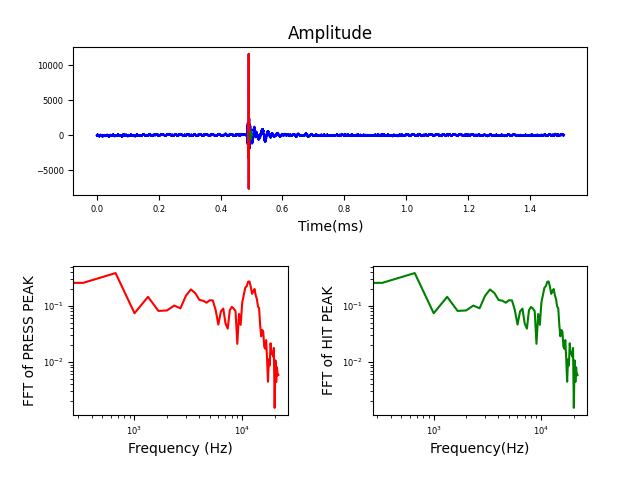 Amplitude
10000
5000
0
−5000
0.0 0.2 0.4 0.6 0.8 1.0 1.2 1.4
Time(ms)
FFT of PRESS PEAK
10⁻¹
10⁻²
10³ 10⁴
Frequency (Hz)
FFT of HIT PEAK
10⁻¹
10⁻²
10³ 10⁴
Frequency(Hz)